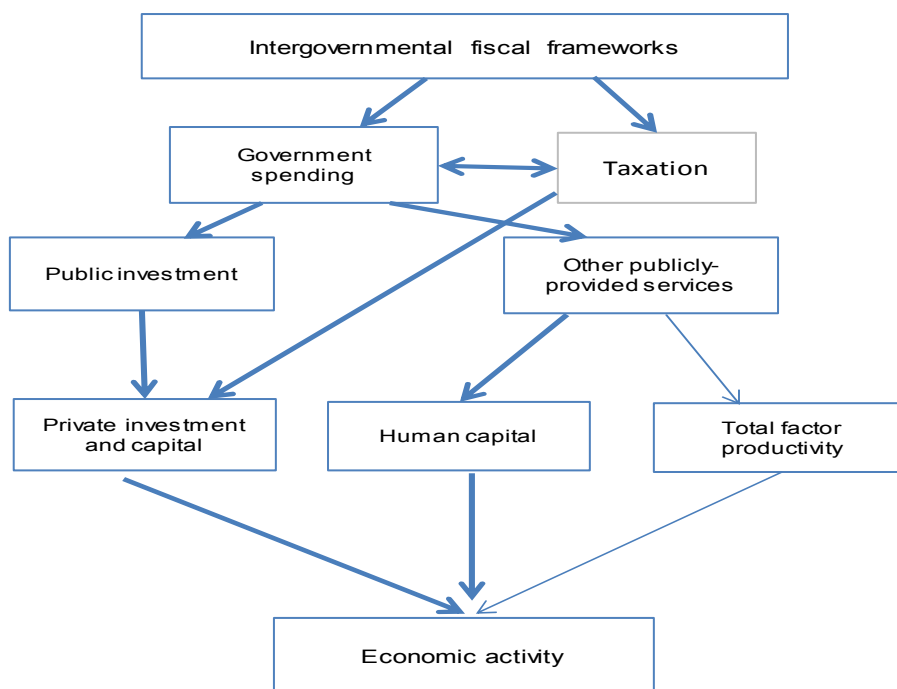 Intergovernmental fiscal frameworks
Government
spending
Taxation
Public investment
Other publicly-
provided services
Private investment
and capital
Human capital
Total factor
productivity
Economic activity